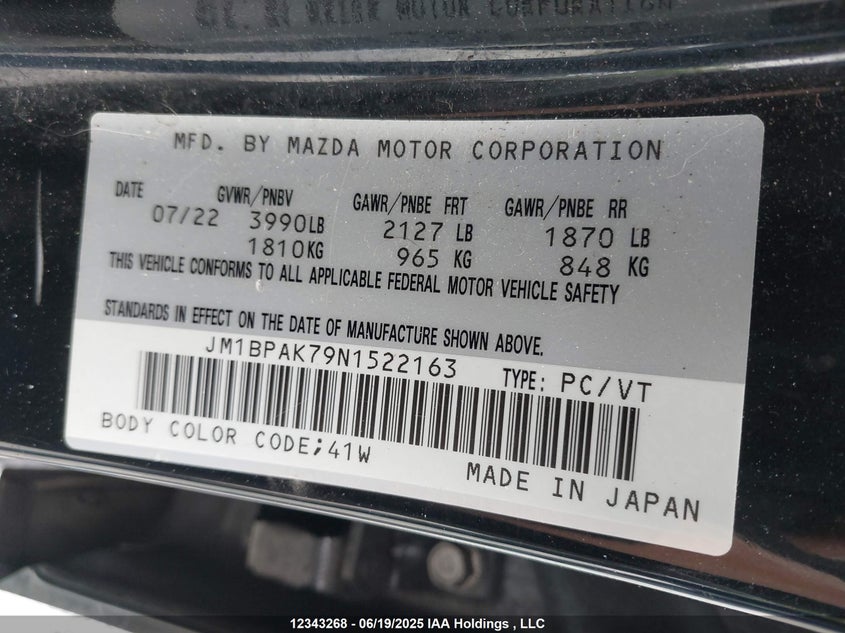 MOTOR CORPORATION
MFD. BY MAZDA MOTOR CORPORATION
DATE GVWR/PNBV GAWR/PNBE FRT GAWR/PNBE RR
07/22 3990LB 2127 LB 1870 LB
1810KG 965 KG 848 KG
THIS VEHICLE CONFORMS TO ALL APPLICABLE FEDERAL MOTOR VEHICLE SAFETY
STANDARDS IN EFFECT ON THE DATE OF MANUFACTURE SHOWN ABOVE.
JM1BPAK79N1522163 TYPE: PC/VT
BODY COLOR CODE;41W
MADE IN JAPAN
12343268 - 06/19/2025 IAA Holdings , LLC